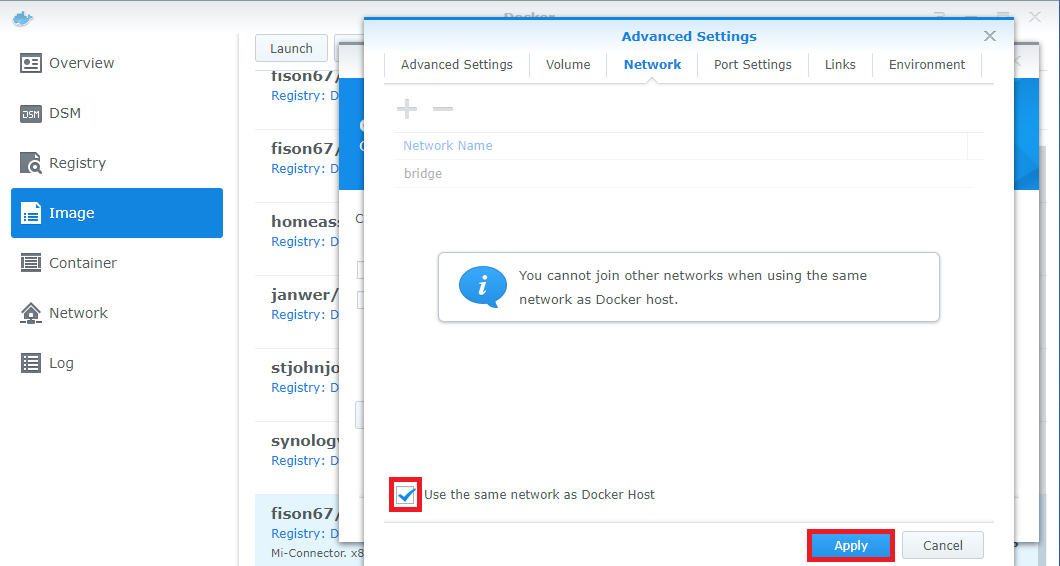 Docker
Overview
DSM
Registry
Image
Container
Network
Log
Launch
fison67/
Registry: D
fison67/
Registry: D
homeass
Registry: D
janwer/
Registry: D
stjohnjo
Registry: D
synology
Registry: D
fison67/
Registry: D
Mi-Connector. x8
Advanced Settings
Advanced Settings
Volume
Network
Port Settings
Links
Environment
Network Name
bridge
You cannot join other networks when using the same
network as Docker host.
Use the same network as Docker Host
Apply
Cancel